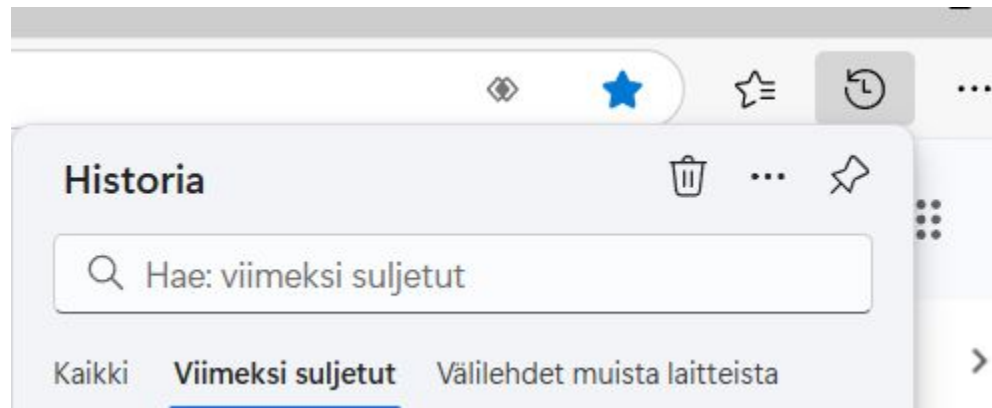 Historia
Hae: viimeksi suljetut
Kaikki Viimeksi suljetut Välilehdet muista laitteista